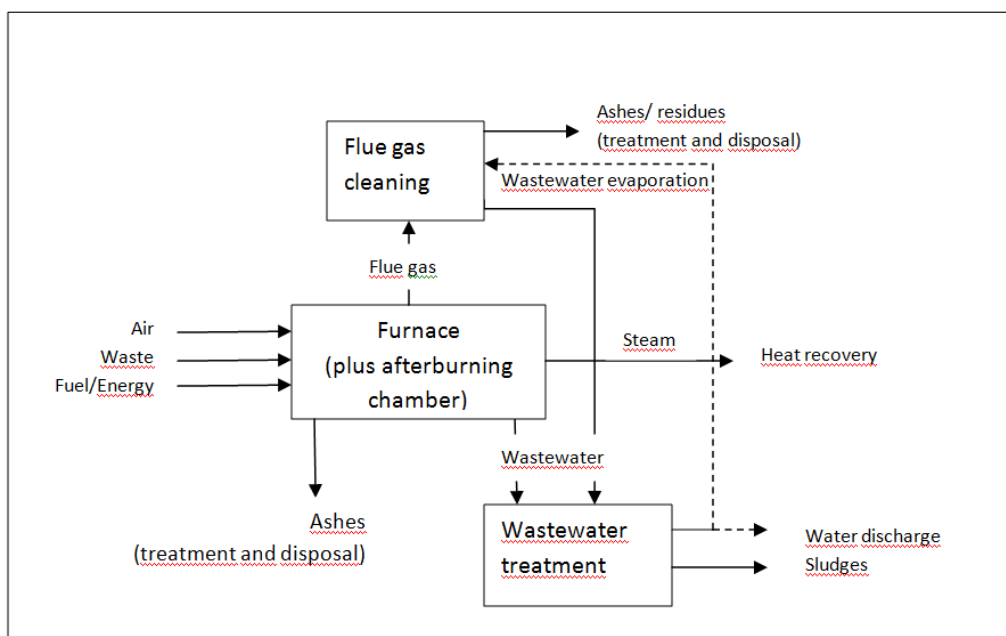 Ashes/ residues
(treatment and disposal)
Flue gas
cleaning
Wastewater evaporation
Flue gas
Air
Waste
Fuel/Energy
Furnace
(plus afterburning
chamber)
Steam
Heat recovery
Wastewater
Ashes
(treatment and disposal)
Wastewater
treatment
Water discharge
Sludges